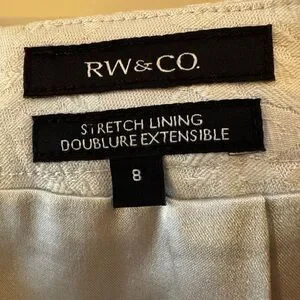 RW&CO.
STRETCH LINING
DOUBLURE EXTENSIBLE
8